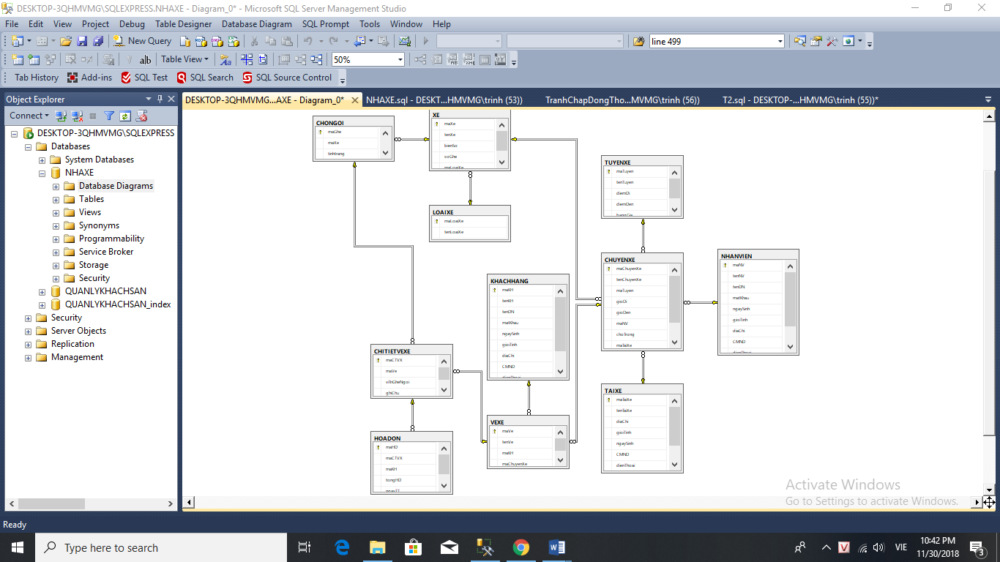 DESKTOP-3QHMVMG\SQLEXPRESS.NHAXE - Diagram_0* - Microsoft SQL Server Management Studio
File Edit View Project Debug Table Designer Database Diagram SQL Prompt Tools Window Help
New Query line 499
Table View 50%
Tab History Add-ins SQL Test SQL Search SQL Source Control
Object Explorer
DESKTOP-3QHMVMG...AXE - Diagram_0* NHAXE.sql - DESKT...HMVMG\trinh (53)) TranhChapDongTho...MVMG\trinh (56)) T2.sql - DESKTOP-...HMVMG\trinh (55))*
Connect
DESKTOP-3QHMVMG\SQLEXPRESS
Databases
System Databases
NHAXE
Database Diagrams
Tables
Views
Synonyms
Programmability
Service Broker
Storage
Security
QUANLYKHACHSAN
QUANLYKHACHSAN_index
Security
Server Objects
Replication
Management
CHONGOI
maGhe
maXe
tinhtrang
XE
maXe
tenXe
bienSo
soGhe
maLoaiXe
LOAIXE
maLoaiXe
tenLoaiXe
TUYENXE
maTuyen
tenTuyen
diemDi
diemDen
bangGia
CHUYENXE
maChuyenXe
tenChuyenXe
maTuyen
gioDi
gioDen
maNV
choTrong
maTaiXe
NHANVIEN
maNV
tenNV
tenDN
matKhau
ngaySinh
gioiTinh
diaChi
CMND
dienThoai
KHACHHANG
maKH
tenKH
tenDN
matKhau
ngaySinh
gioiTinh
diaChi
CMND
dienThoai
CHITIETVEXE
maCTVX
maVe
viTriGheNgoi
ghiChu
HOADON
maHD
maCTVX
maKH
tongHD
ngayTT
VEXE
maVe
tenVe
maKH
maChuyenXe
TAIXE
maTaiXe
tenTaiXe
diaChi
gioiTinh
ngaySinh
CMND
dienThoai
Activate Windows
Go to Settings to activate Windows.
Ready
Type here to search
VIE
10:42 PM
11/30/2018
3